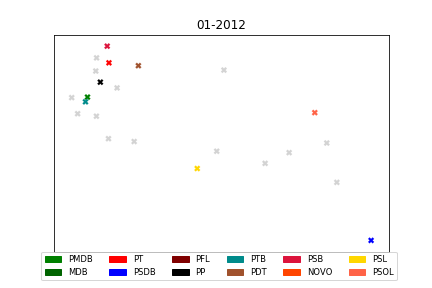 01-2012
PMDB PT PFL PTB PSB PSL
MDB PSDB PP PDT NOVO PSOL